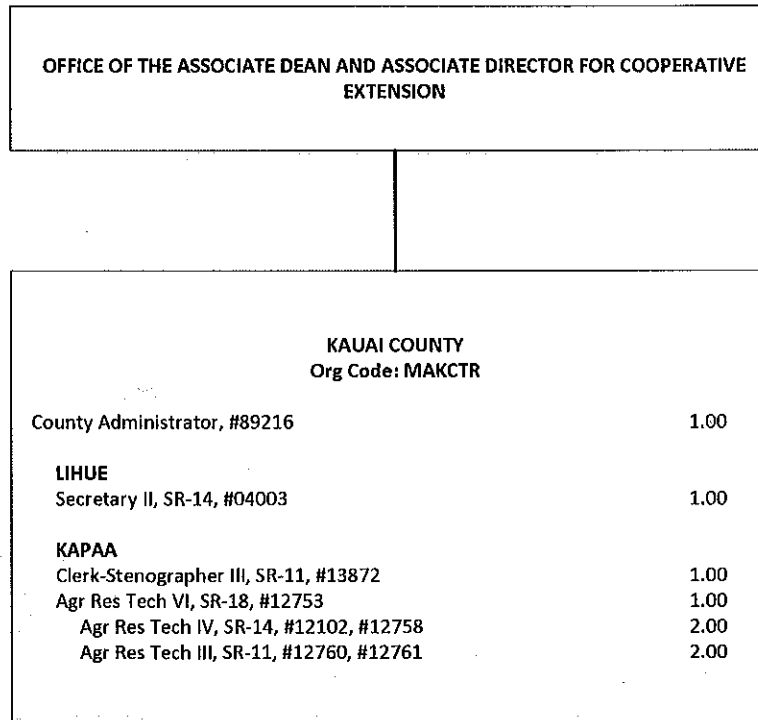 OFFICE OF THE ASSOCIATE DEAN AND ASSOCIATE DIRECTOR FOR COOPERATIVE
EXTENSION
KAUAI COUNTY
Org Code: MAKCTR
County Administrator, #89216 1.00
LIHUE
Secretary II, SR-14, #04003 1.00
KAPAA
Clerk-Stenographer III, SR-11, #13872 1.00
Agr Res Tech VI, SR-18, #12753 1.00
Agr Res Tech IV, SR-14, #12102, #12758 2.00
Agr Res Tech III, SR-11, #12760, #12761 2.00